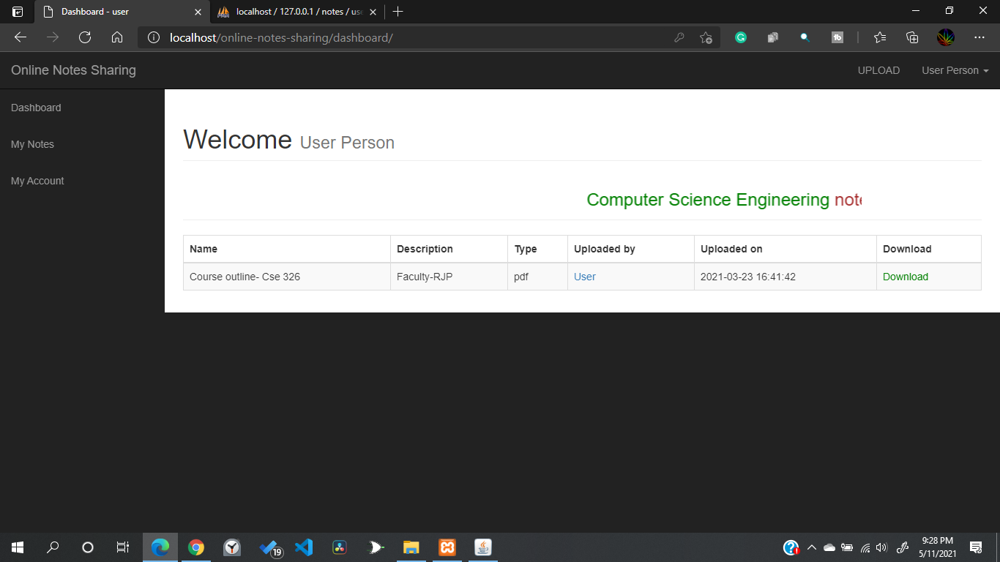 Dashboard - user
localhost / 127.0.0.1 / notes / us
localhost/online-notes-sharing/dashboard/
Online Notes Sharing
UPLOAD
User Person
Dashboard
My Notes
My Account
Welcome User Person
Computer Science Engineering note
Name Description Type Uploaded by Uploaded on Download
Course outline- Cse 326 Faculty-RJP pdf User 2021-03-23 16:41:42 Download
19
9:28 PM
5/11/2021